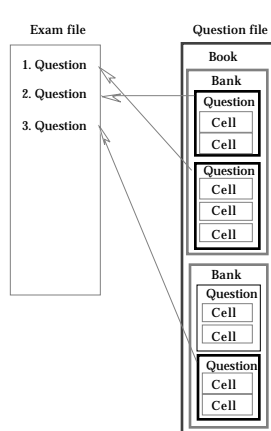 Exam file
1. Question
2. Question
3. Question
Question file
Book
Bank
Question
Cell
Cell
Question
Cell
Cell
Cell
Bank
Question
Cell
Cell
Question
Cell
Cell